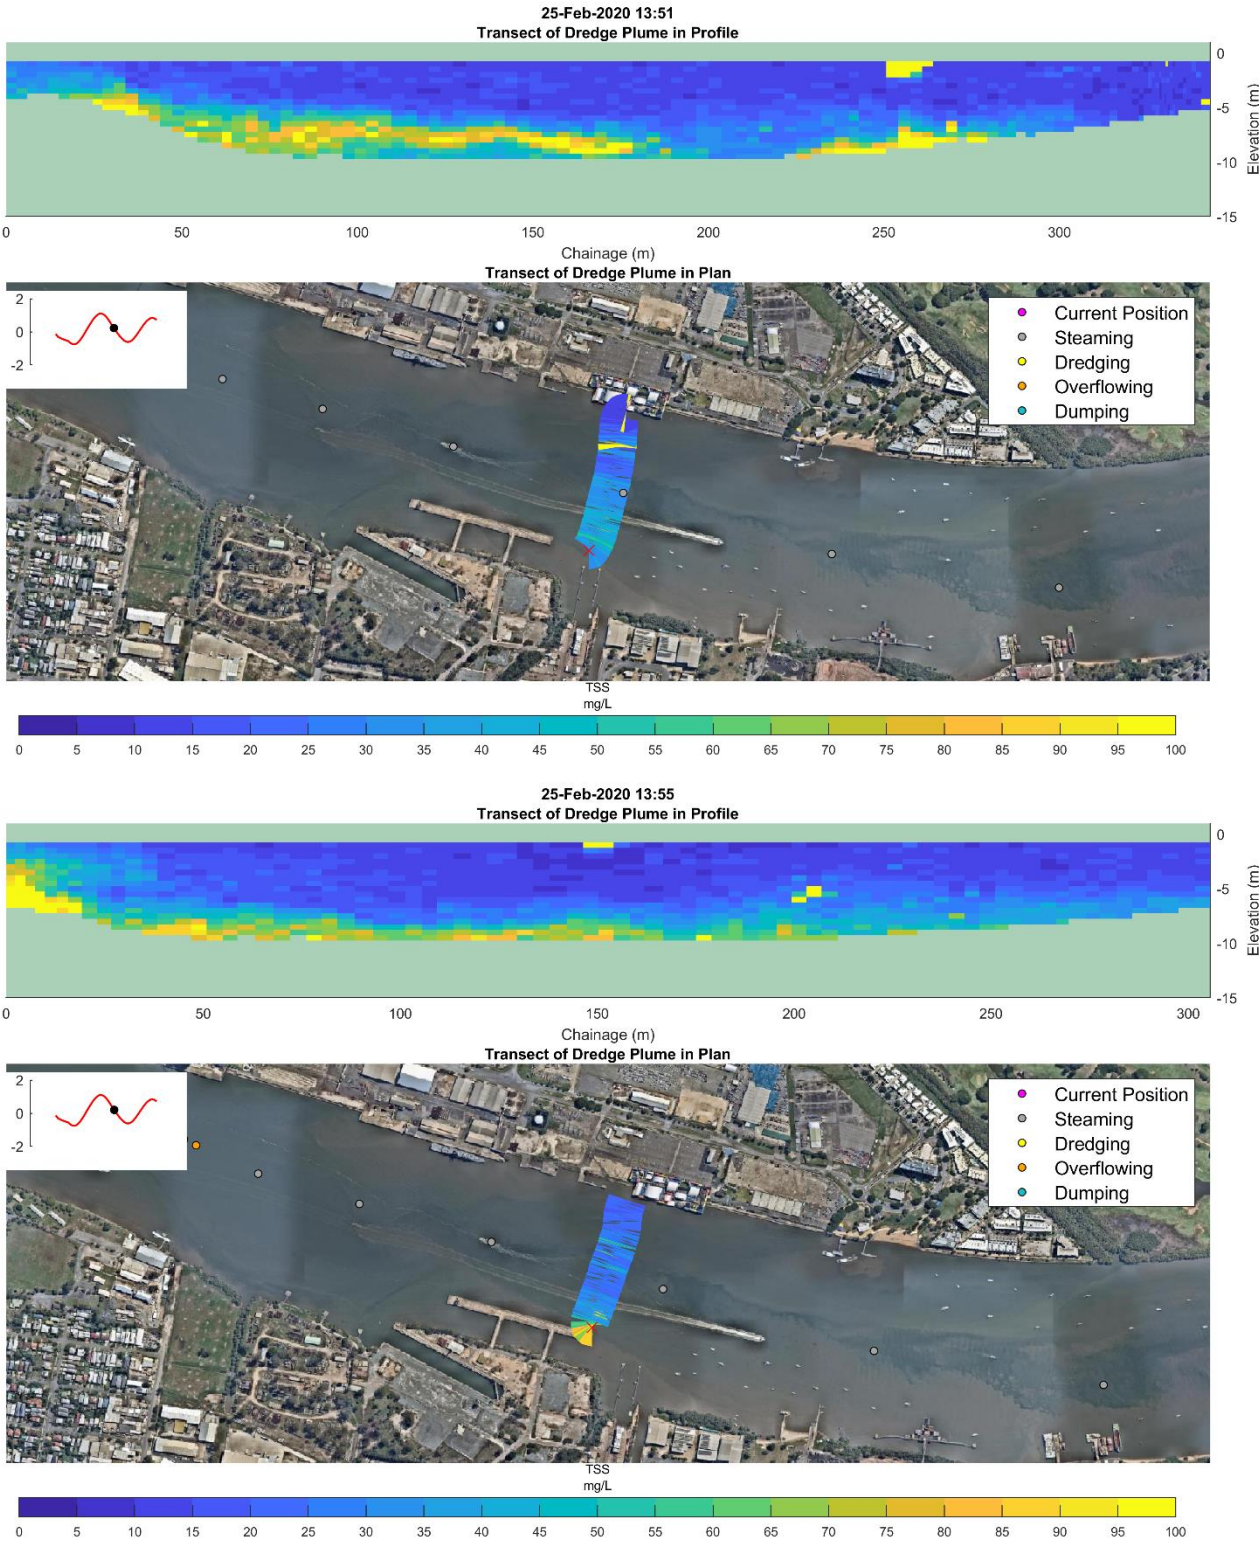 25-Feb-2020 13:51
Transect of Dredge Plume in Profile
0
-5
-10
-15
Elevation (m)
0 50 100 150 200 250 300
Chainage (m)
Transect of Dredge Plume in Plan
2
0
-2
Current Position
Steaming
Dredging
Overflowing
Dumping
TSS
mg/L
0 5 10 15 20 25 30 35 40 45 50 55 60 65 70 75 80 85 90 95 100
25-Feb-2020 13:55
Transect of Dredge Plume in Profile
0
-5
-10
-15
Elevation (m)
0 50 100 150 200 250 300
Chainage (m)
Transect of Dredge Plume in Plan
2
0
-2
Current Position
Steaming
Dredging
Overflowing
Dumping
TSS
mg/L
0 5 10 15 20 25 30 35 40 45 50 55 60 65 70 75 80 85 90 95 100